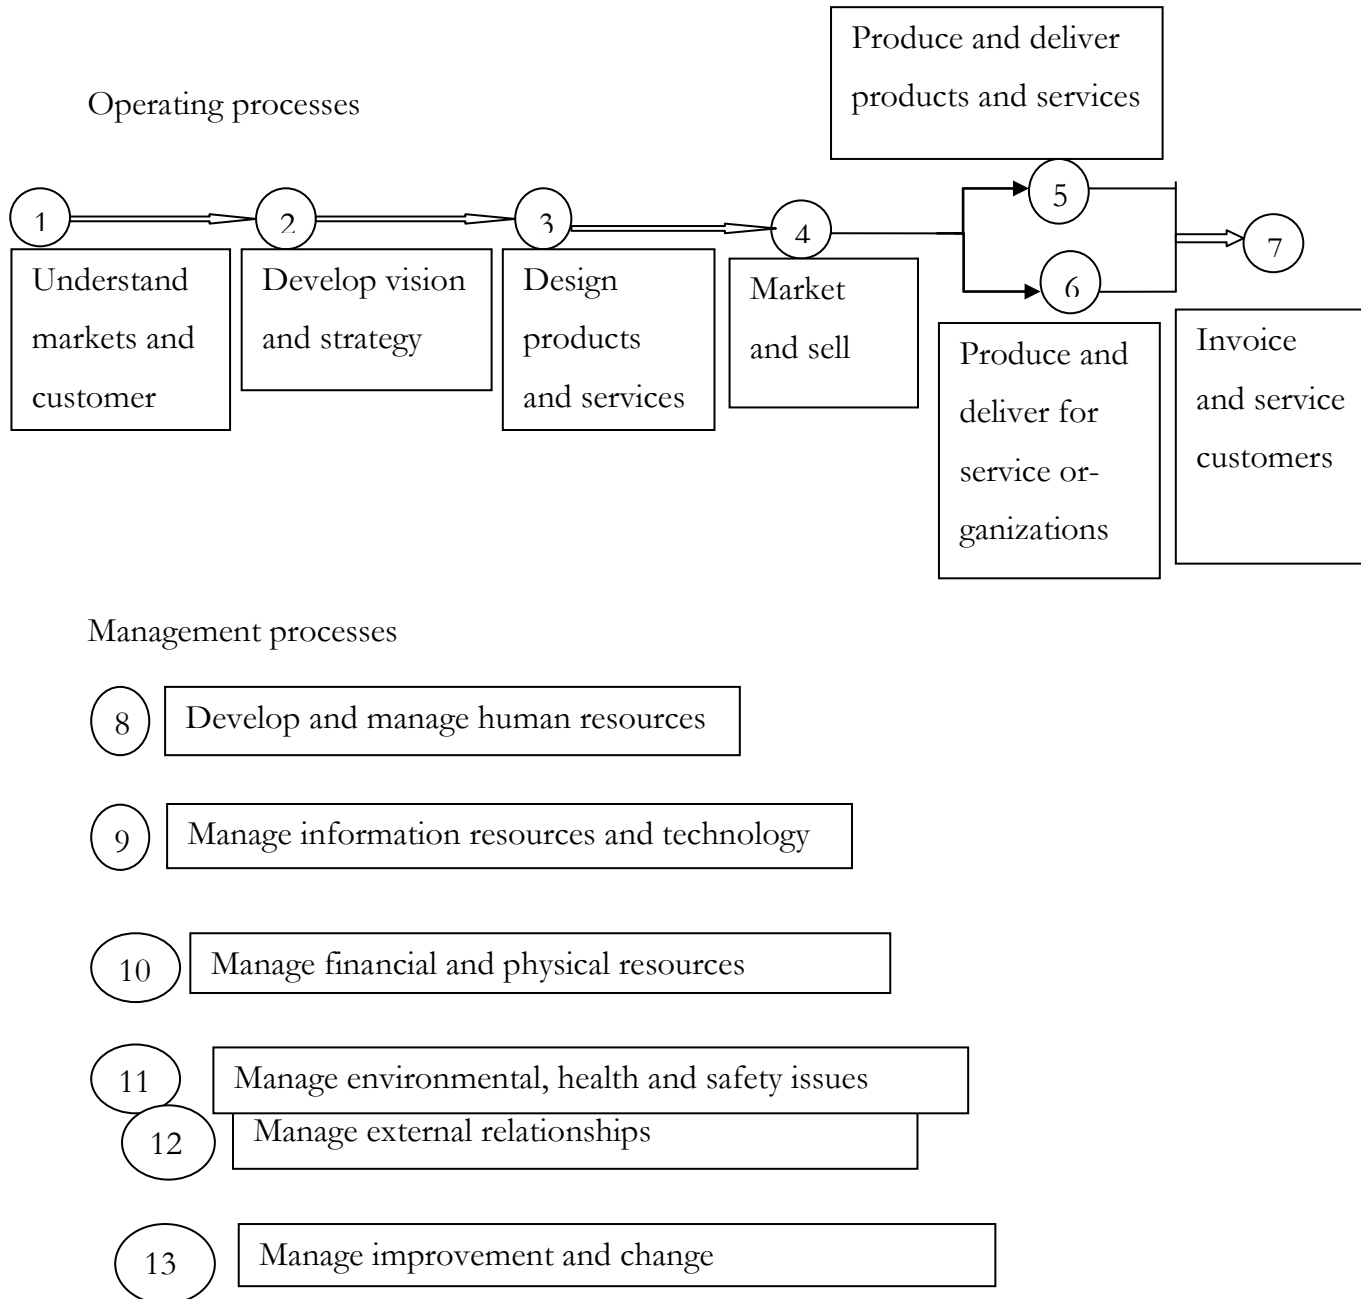 Produce and deliver
products and services
Operating processes
1
2
3
4
5
6
7
Understand
markets and
customer
Develop vision
and strategy
Design
products
and services
Market
and sell
Produce and
deliver for
service or-
ganizations
Invoice
and service
customers
Management processes
8
Develop and manage human resources
9
Manage information resources and technology
10
Manage financial and physical resources
11
Manage environmental, health and safety issues
12
Manage external relationships
13
Manage improvement and change